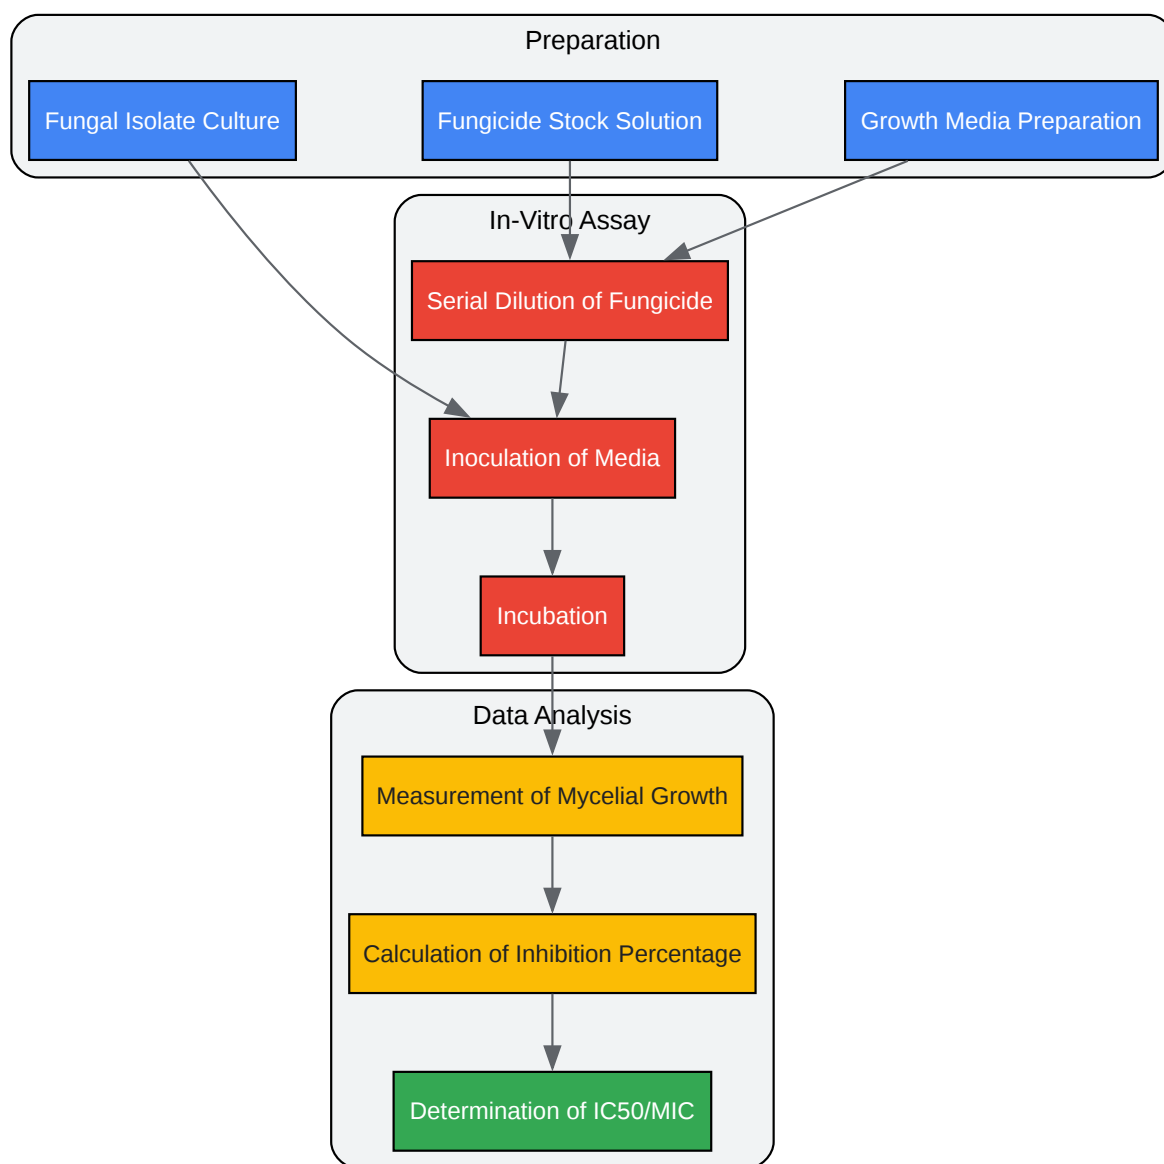 Preparation
Fungal Isolate Culture
Fungicide Stock Solution
Growth Media Preparation
In-Vitro Assay
Serial Dilution of Fungicide
Inoculation of Media
Incubation
Data Analysis
Measurement of Mycelial Growth
Calculation of Inhibition Percentage
Determination of IC50/MIC